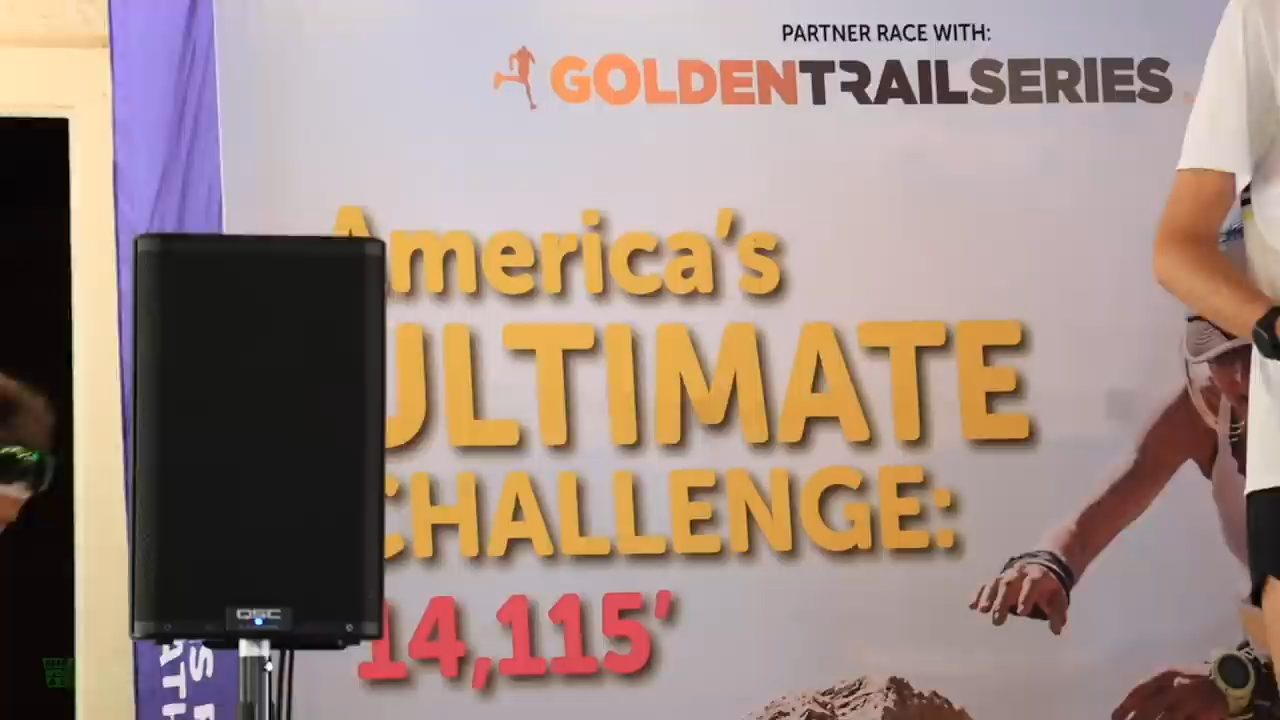 PARTNER RACE WITH:
GOLDENTRAILSERIES
America's
ULTIMATE
CHALLENGE:
14,115'
QSC